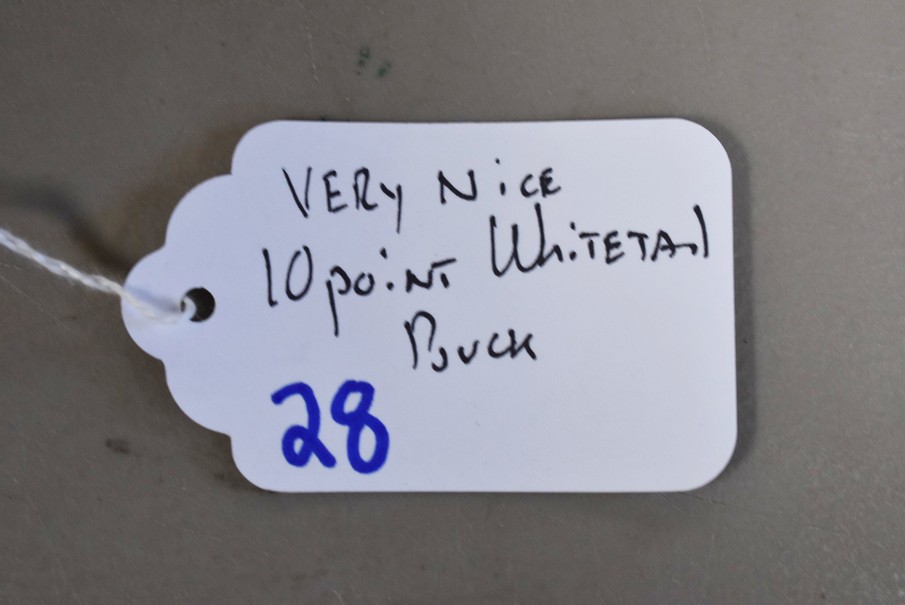 VERY NiCE
10 point WhiTETAil
Buck
28